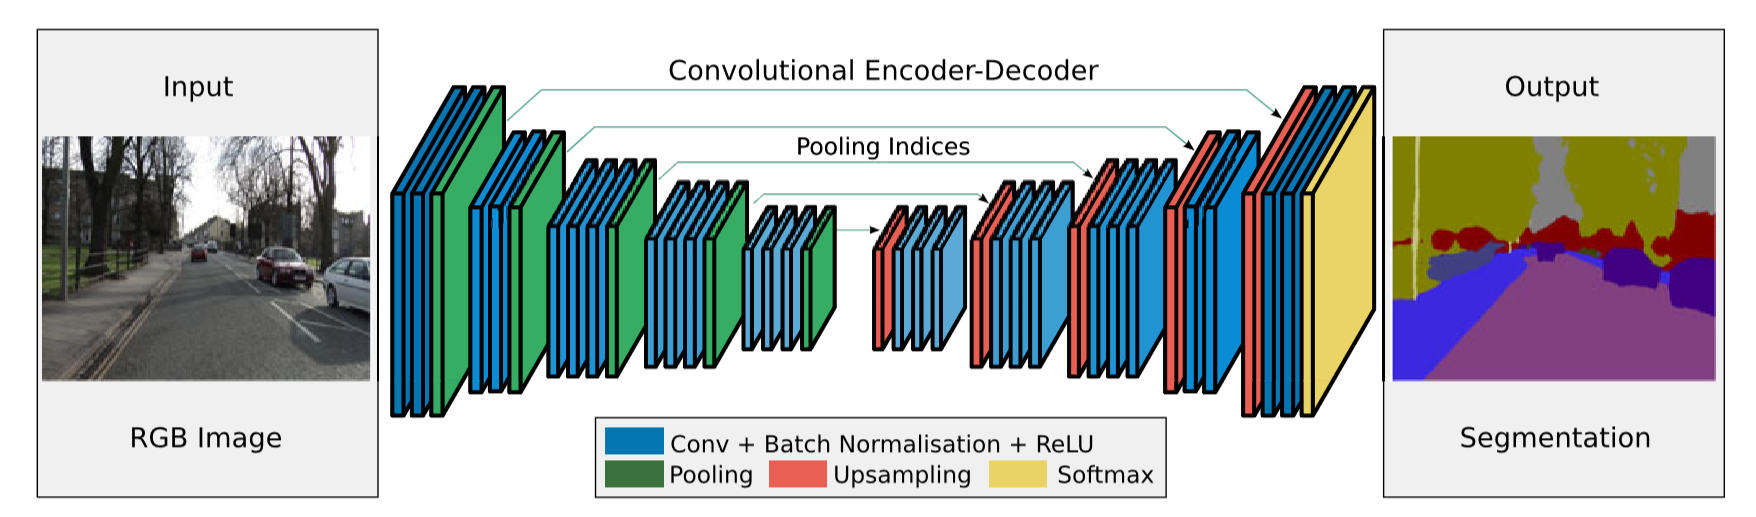 Input
RGB Image
Convolutional Encoder-Decoder
Pooling Indices
Output
Segmentation
Conv + Batch Normalisation + ReLU
Pooling Upsampling Softmax